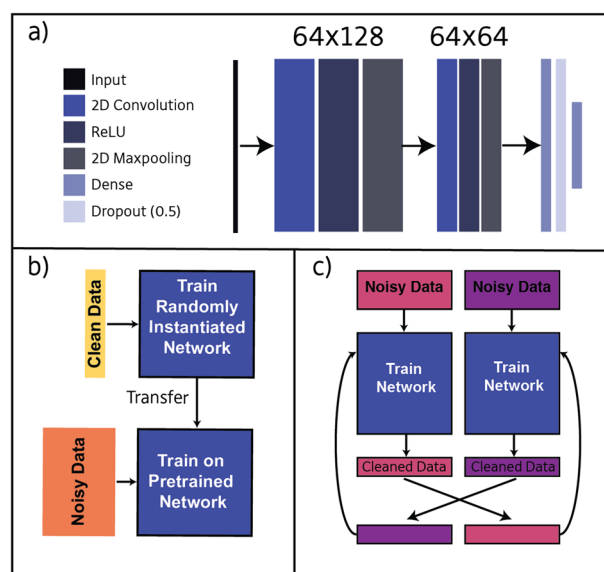 a)
64x128
64x64
Input
2D Convolution
ReLU
2D Maxpooling
Dense
Dropout (0.5)
b)
Clean Data
Train
Randomly
Instantiated
Network
Transfer
Noisy Data
Train on
Pretrained
Network
c)
Noisy Data
Noisy Data
Train
Network
Train
Network
Cleaned Data
Cleaned Data